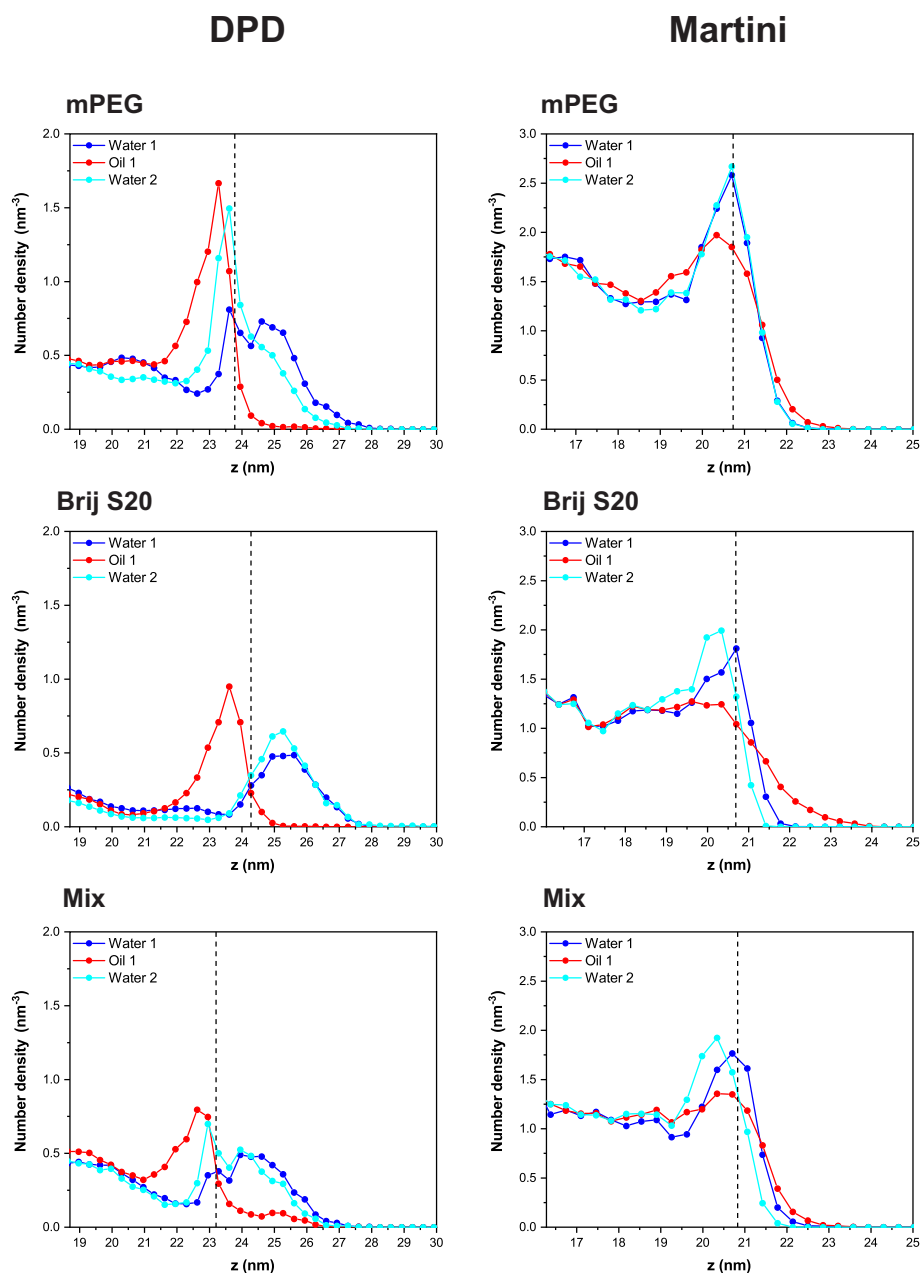 DPD
Martini
mPEG
Number density (nm⁻³)
2.0
1.5
1.0
0.5
0.0
Water 1
Oil 1
Water 2
19 20 21 22 23 24 25 26 27 28 29 30
z (nm)
mPEG
Number density (nm⁻³)
3.0
2.5
2.0
1.5
1.0
0.5
0.0
Water 1
Oil 1
Water 2
17 18 19 20 21 22 23 24 25
z (nm)
Brij S20
Number density (nm⁻³)
2.0
1.5
1.0
0.5
0.0
Water 1
Oil 1
Water 2
19 20 21 22 23 24 25 26 27 28 29 30
z (nm)
Brij S20
Number density (nm⁻³)
3.0
2.5
2.0
1.5
1.0
0.5
0.0
Water 1
Oil 1
Water 2
17 18 19 20 21 22 23 24 25
z (nm)
Mix
Number density (nm⁻³)
2.0
1.5
1.0
0.5
0.0
Water 1
Oil 1
Water 2
19 20 21 22 23 24 25 26 27 28 29 30
z (nm)
Mix
Number density (nm⁻³)
3.0
2.5
2.0
1.5
1.0
0.5
0.0
Water 1
Oil 1
Water 2
17 18 19 20 21 22 23 24 25
z (nm)